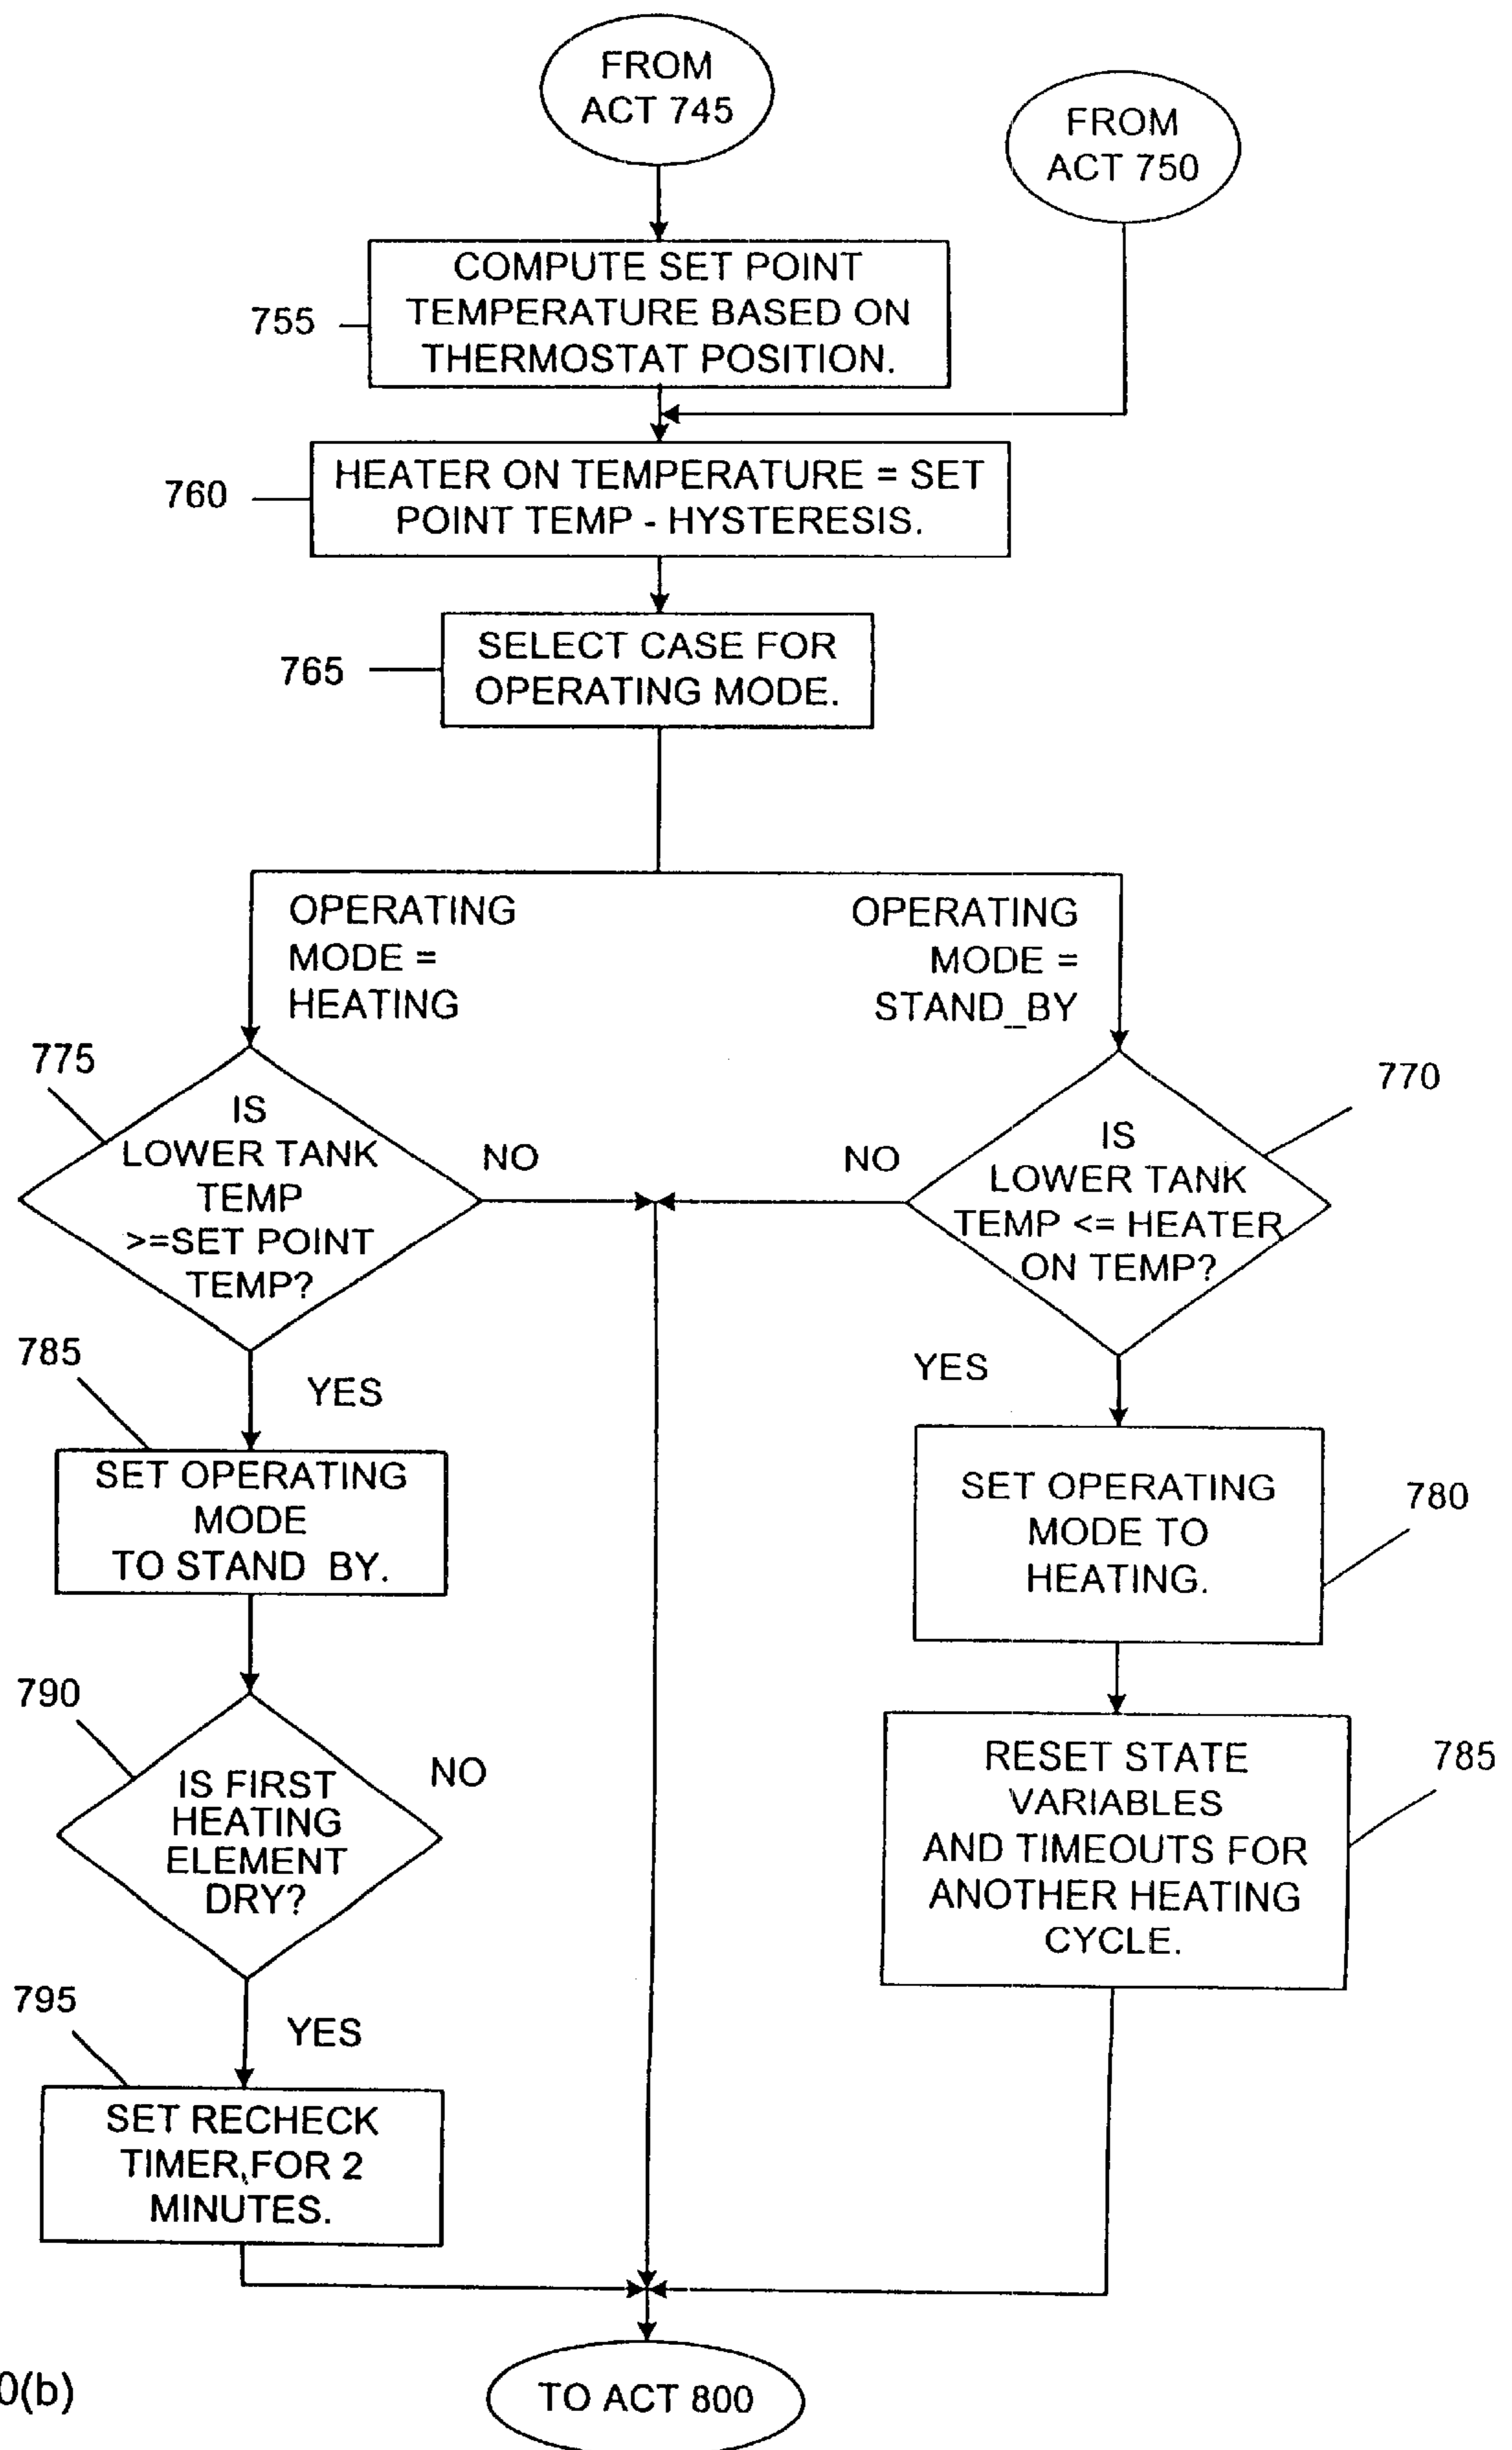 FROM
ACT 745
FROM
ACT 750
755
COMPUTE SET POINT
TEMPERATURE BASED ON
THERMOSTAT POSITION.
760
HEATER ON TEMPERATURE = SET
POINT TEMP - HYSTERESIS.
765
SELECT CASE FOR
OPERATING MODE.
OPERATING
MODE =
HEATING
OPERATING
MODE =
STAND_BY
775
IS
LOWER TANK
TEMP
>=SET POINT
TEMP?
NO
NO
770
IS
LOWER TANK
TEMP <= HEATER
ON TEMP?
785
YES
SET OPERATING
MODE
TO STAND BY.
YES
SET OPERATING
MODE TO
HEATING.
780
790
IS FIRST
HEATING
ELEMENT
DRY?
NO
RESET STATE
VARIABLES
AND TIMEOUTS FOR
ANOTHER HEATING
CYCLE.
785
795
YES
SET RECHECK
TIMER, FOR 2
MINUTES.
0(b)
TO ACT 800